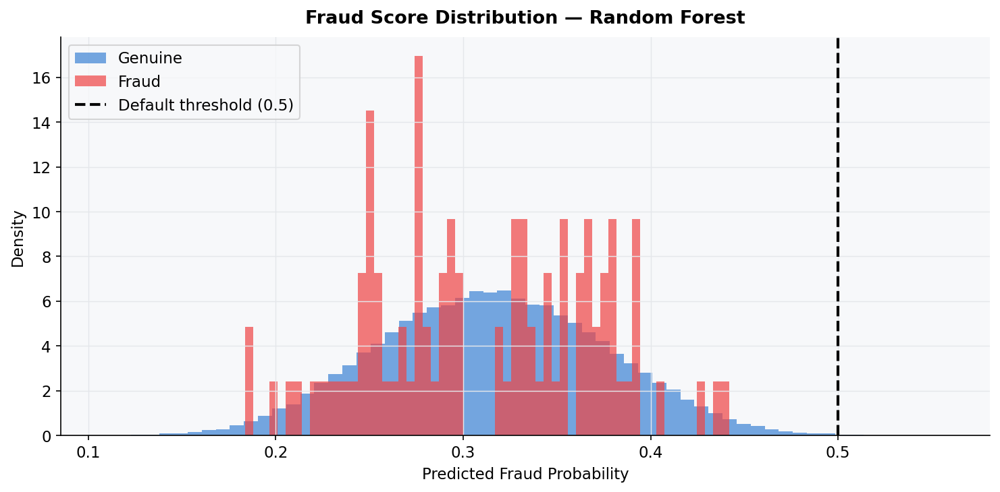 Fraud Score Distribution — Random Forest
Genuine
Fraud
Default threshold (0.5)
16
14
12
10
8
6
4
2
0
Density
0.1 0.2 0.3 0.4 0.5
Predicted Fraud Probability